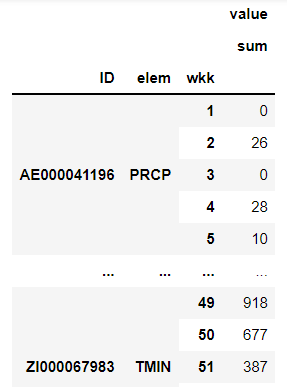 value
sum
ID elem wkk
1 0
2 26
AE000041196 PRCP 3 0
4 28
5 10
... ... ... ...
49 918
50 677
ZI000067983 TMIN 51 387